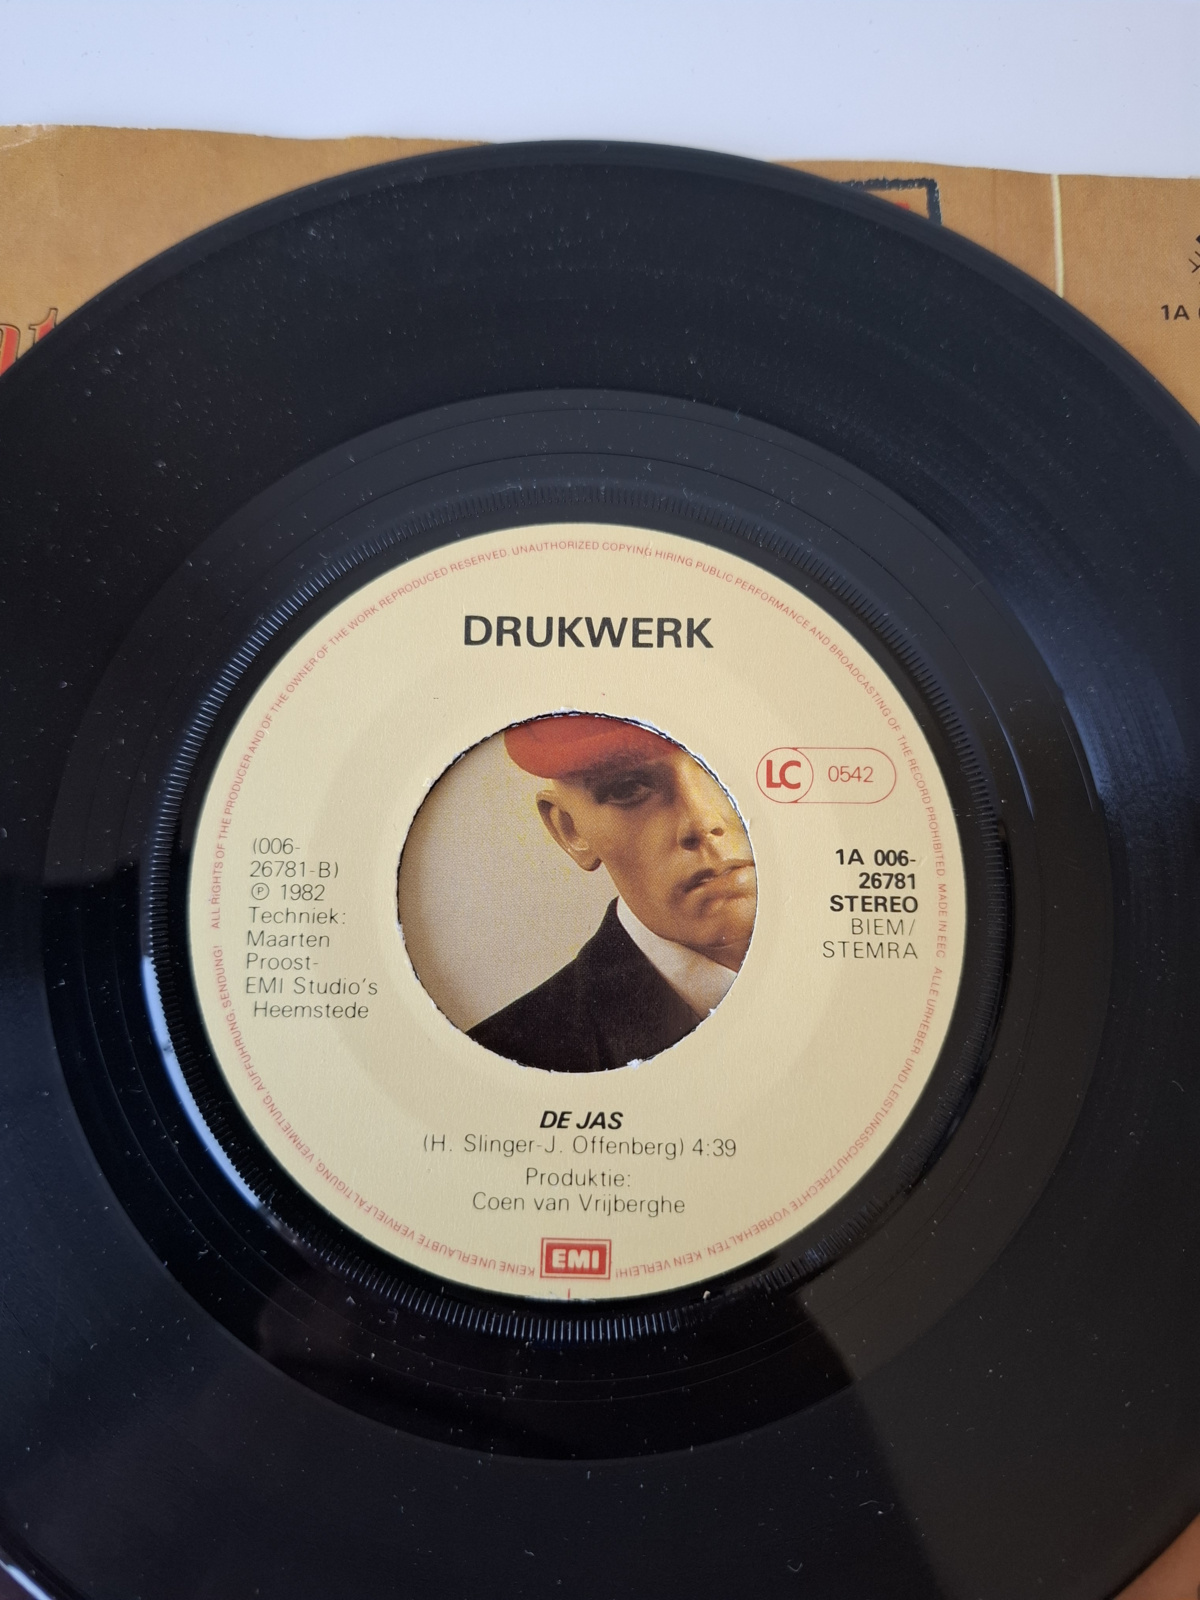 1A
DRUKWERK
LC 0542
(006-
26781-B)
℗ 1982
Techniek:
Maarten
Proost-
EMI Studio's
Heemstede
1A 006-
26781
STEREO
BIEM/
STEMRA
DE JAS
(H. Slinger-J. Offenberg) 4:39
Produktie:
Coen van Vrijberghe
EMI
ALL RIGHTS OF THE PRODUCER AND OF THE OWNER OF THE WORK REPRODUCED RESERVED. UNAUTHORIZED COPYING HIRING PUBLIC PERFORMANCE AND BROADCASTING OF THE RECORD PROHIBITED. MADE IN EEC ALLE URHEBER- UND LEISTUNGSSCHUTZRECHTE VORBEHALTEN. KEIN VERLEIH! KEINE UNERLAUBTE VERVIELFÄLTIGUNG, VERMIETUNG, AUFFÜHRUNG, SENDUNG!